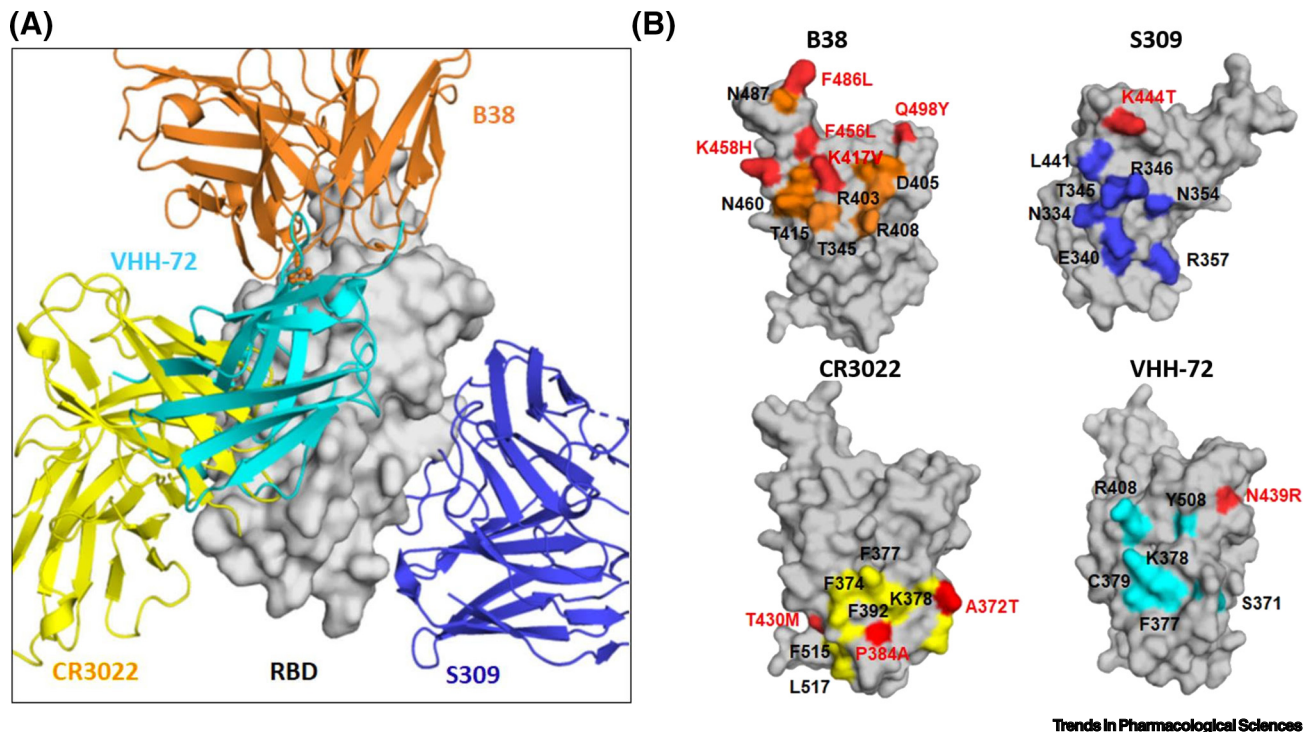 (A)
B38
VHH-72
CR3022
RBD
S309
(B)
B38
F486L
N487
Q498Y
F456L
K458H
K417V
D405
N460
R403
T415
R408
T345
S309
K444T
L441
R346
T345
N354
N334
E340
R357
CR3022
F377
F374
K378
A372T
F392
T430M
F515
P384A
L517
VHH-72
R408
Y508
N439R
K378
C379
S371
F377
Trends in Pharmacological Sciences